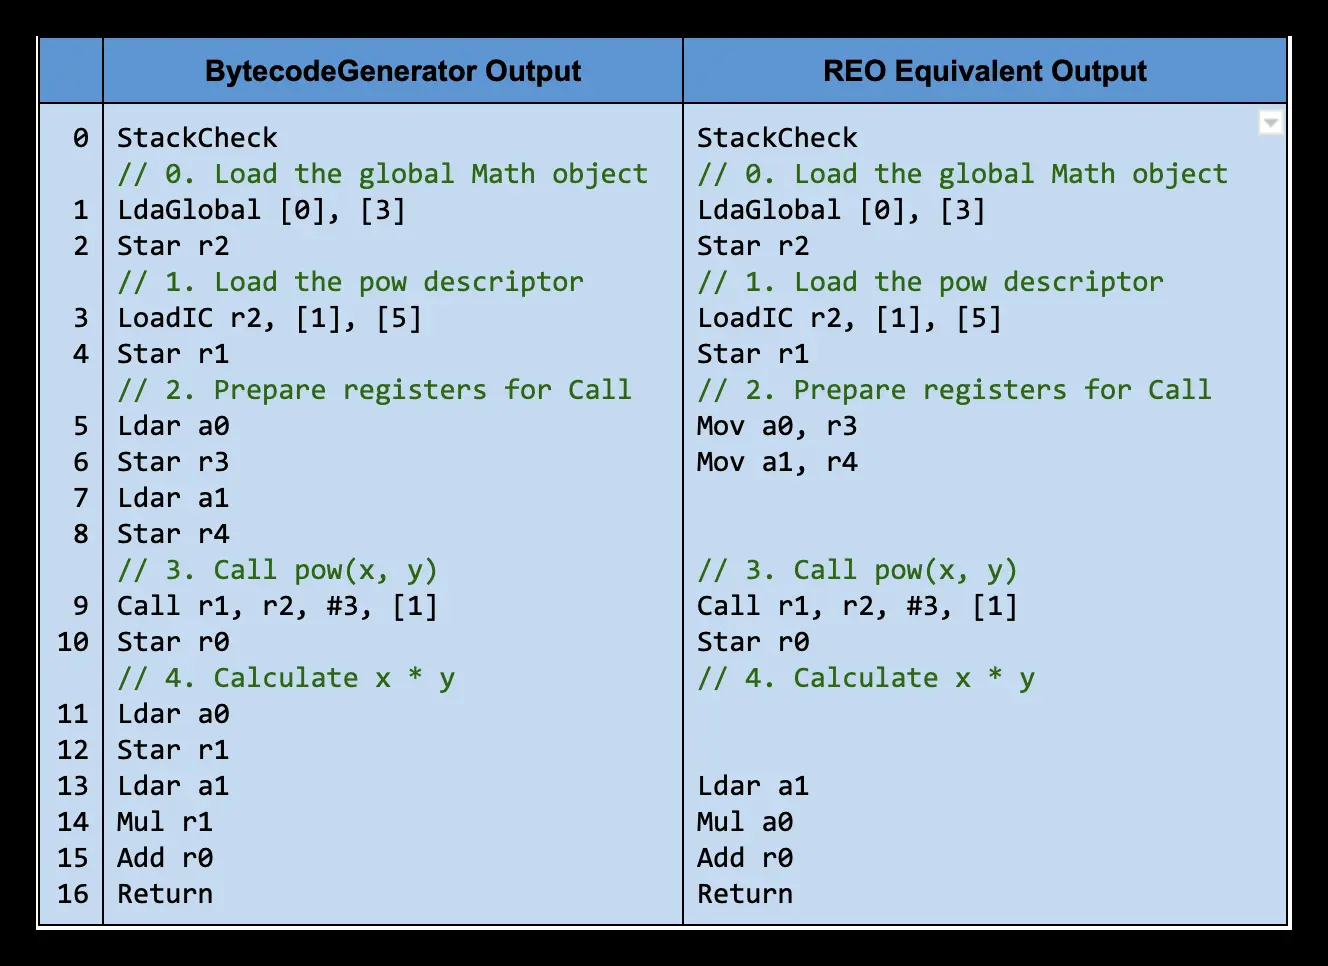 BytecodeGenerator Output REO Equivalent Output
0 StackCheck StackCheck
// 0. Load the global Math object // 0. Load the global Math object
1 LdaGlobal [0], [3] LdaGlobal [0], [3]
2 Star r2 Star r2
// 1. Load the pow descriptor // 1. Load the pow descriptor
3 LoadIC r2, [1], [5] LoadIC r2, [1], [5]
4 Star r1 Star r1
// 2. Prepare registers for Call // 2. Prepare registers for Call
5 Ldar a0 Mov a0, r3
6 Star r3 Mov a1, r4
7 Ldar a1
8 Star r4
// 3. Call pow(x, y) // 3. Call pow(x, y)
9 Call r1, r2, #3, [1] Call r1, r2, #3, [1]
10 Star r0 Star r0
// 4. Calculate x * y // 4. Calculate x * y
11 Ldar a0
12 Star r1
13 Ldar a1 Ldar a1
14 Mul r1 Mul a0
15 Add r0 Add r0
16 Return Return